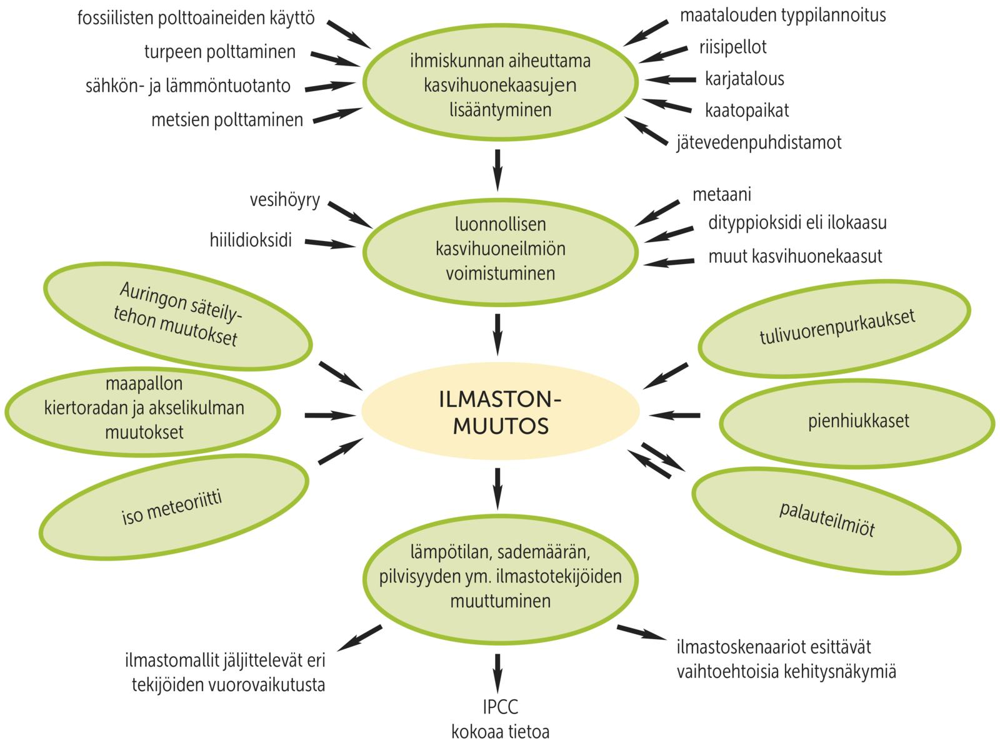 fossiilisten polttoaineiden käyttö
turpeen polttaminen
sähkön- ja lämmöntuotanto
metsien polttaminen
ihmiskunnan aiheuttama
kasvihuonekaasujen
lisääntyminen
maatalouden typpilannoitus
riisipellot
karjatalous
kaatopaikat
jätevedenpuhdistamot
vesihöyry
hiilidioksidi
luonnollisen
kasvihuoneilmiön
voimistuminen
metaani
dityppioksidi eli ilokaasu
muut kasvihuonekaasut
Auringon säteily-
tehon muutokset
maapallon
kiertoradan ja akselikulman
muutokset
iso meteoriitti
ILMASTON-
MUUTOS
tulivuorenpurkaukset
pienhiukkaset
palauteilmiöt
lämpötilan, sademäärän,
pilvisyyden ym. ilmastotekijöiden
muuttuminen
ilmastomallit jäljittelevät eri
tekijöiden vuorovaikutusta
IPCC
kokoaa tietoa
ilmastoskenaariot esittävät
vaihtoehtoisia kehitysnäkymiä